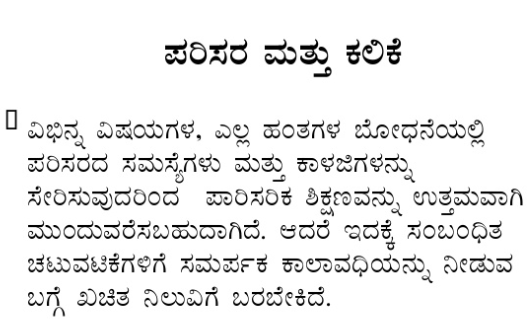 ಪರಿಸರ ಮತ್ತು ಕಲಿಕೆ
ವಿಭಿನ್ನ ವಿಷಯಗಳ, ಎಲ್ಲ ಹಂತಗಳ ಬೋಧನೆಯಲ್ಲಿ
ಪರಿಸರದ ಸಮಸ್ಯೆಗಳು ಮತ್ತು ಕಾಳಜಿಗಳನ್ನು
ಸೇರಿಸುವುದರಿಂದ ಪಾರಿಸರಿಕ ಶಿಕ್ಷಣವನ್ನು ಉತ್ತಮವಾಗಿ
ಮುಂದುವರೆಸಬಹುದಾಗಿದೆ. ಆದರೆ ಇದಕ್ಕೆ ಸಂಬಂಧಿತ
ಚಟುವಟಿಕೆಗಳಿಗೆ ಸಮರ್ಪಕ ಕಾಲಾವಧಿಯನ್ನು ನೀಡುವ
ಬಗ್ಗೆ ಖಚಿತ ನಿಲುವಿಗೆ ಬರಬೇಕಿದೆ.